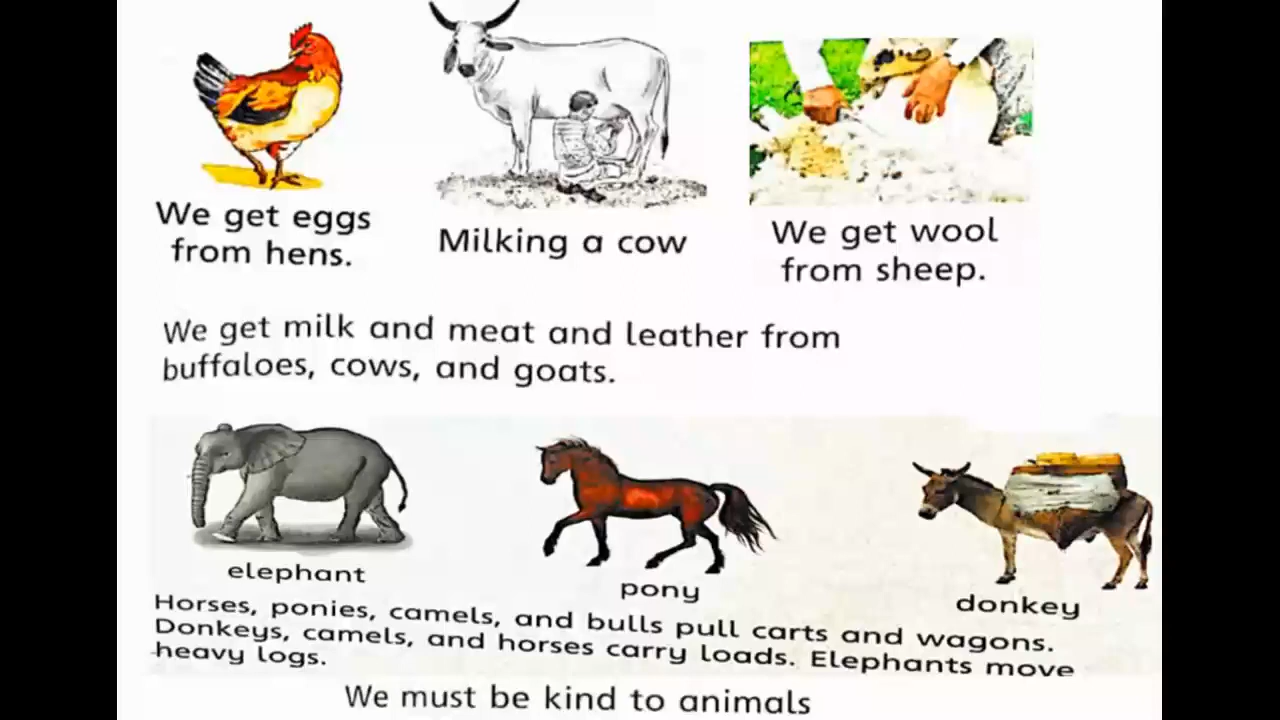 We get eggs
from hens.
Milking a cow
We get wool
from sheep.
We get milk and meat and leather from
buffaloes, cows, and goats.
elephant
pony
donkey
Horses, ponies, camels, and bulls pull carts and wagons.
Donkeys, camels, and horses carry loads. Elephants move
heavy logs.
We must be kind to animals